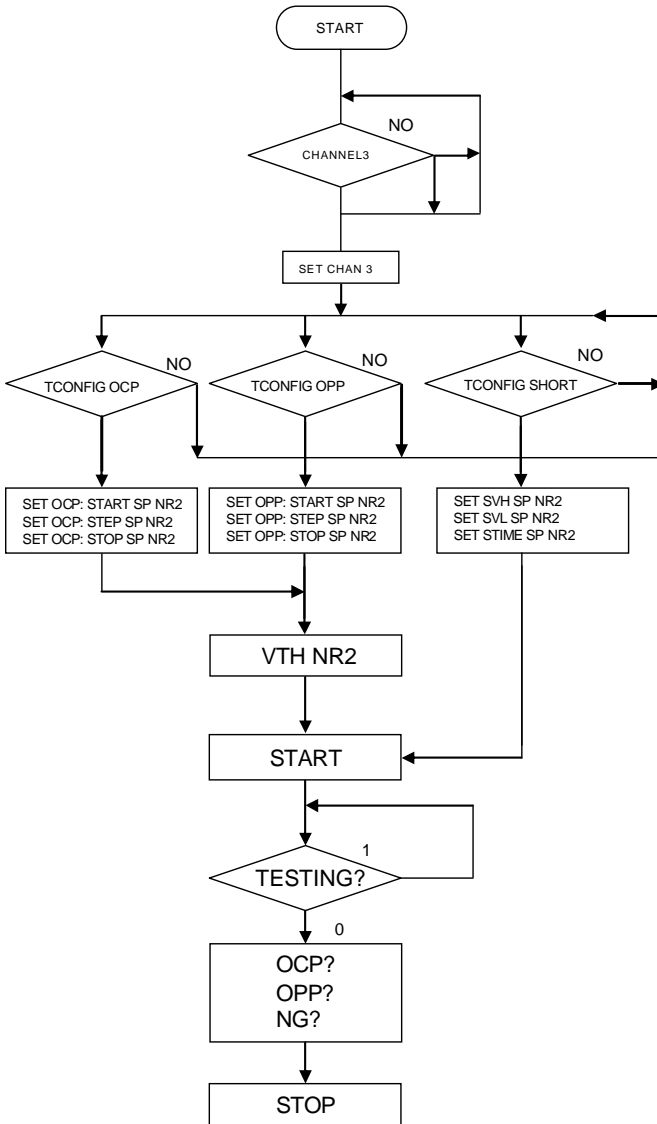 START
NO
CHANNEL3
SET CHAN 3
NO
NO
NO
TCONFIG OCP
TCONFIG OPP
TCONFIG SHORT
SET OCP: START SP NR2
SET OCP: STEP SP NR2
SET OCP: STOP SP NR2
SET OPP: START SP NR2
SET OPP: STEP SP NR2
SET OPP: STOP SP NR2
SET SVH SP NR2
SET SVL SP NR2
SET STIME SP NR2
VTH NR2
START
1
TESTING?
0
OCP?
OPP?
NG?
STOP